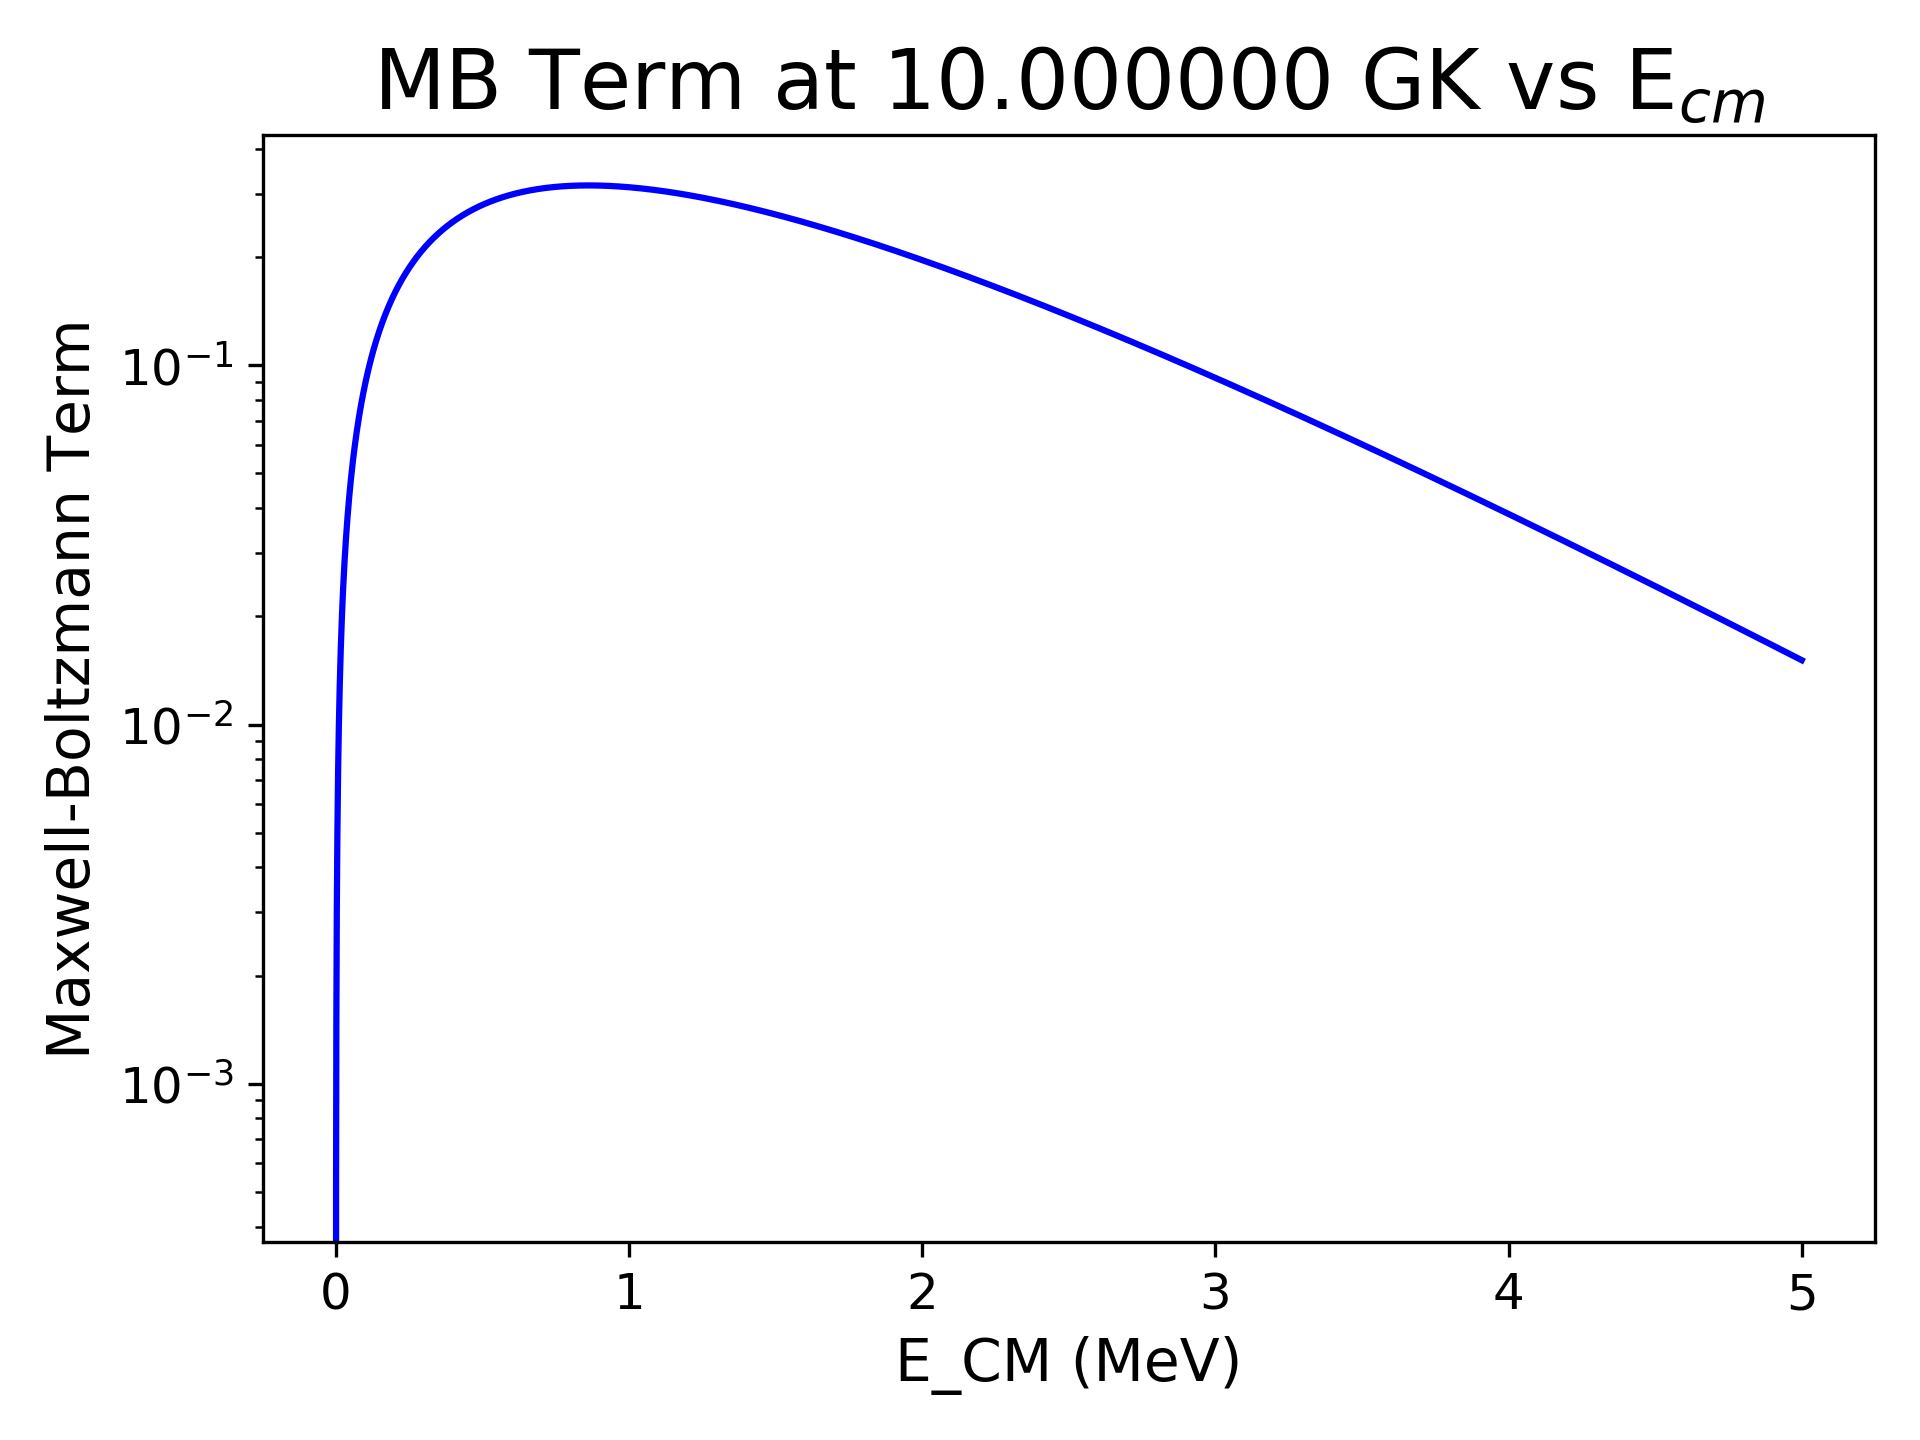 MB Term at 10.000000 GK vs E_cm
Maxwell-Boltzmann Term
10⁻¹
10⁻²
10⁻³
0 1 2 3 4 5
E_CM (MeV)